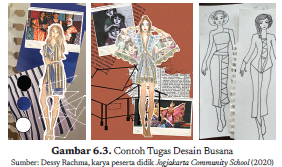 Gambar 6.3. Contoh Tugas Desain Busana
Sumber: Dessy Rachma, karya peserta didik Jogjakarta Community School (2020)